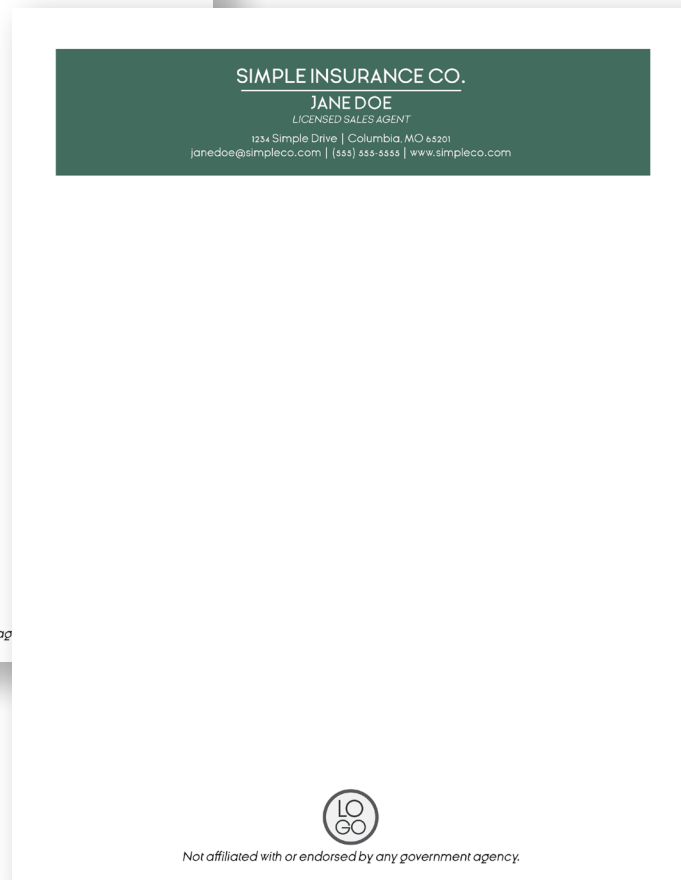 SIMPLE INSURANCE CO.
JANE DOE
LICENSED SALES AGENT
1234 Simple Drive | Columbia, MO 65201
janedoe@simpleco.com | (555) 555-5555 | www.simpleco.com
ag
LO
GO
Not affiliated with or endorsed by any government agency.